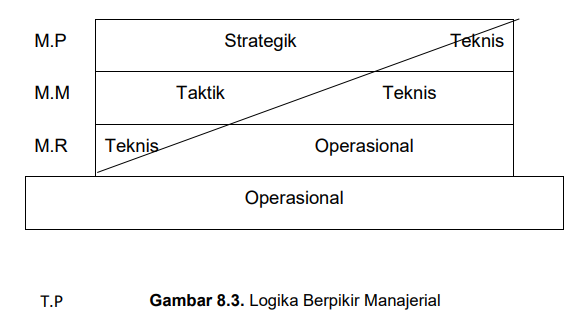 M.P Strategik Teknis
M.M Taktik Teknis
M.R Teknis Operasional
Operasional
T.P Gambar 8.3. Logika Berpikir Manajerial